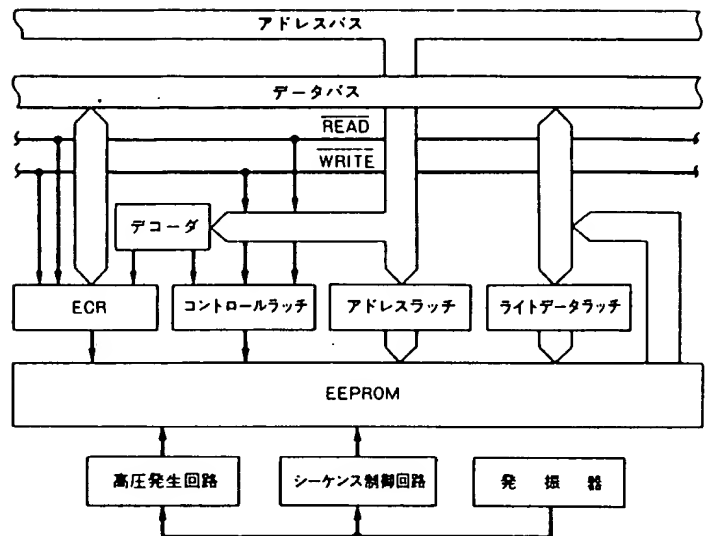 アドレスバス
データバス
READ
WRITE
デコーダ
ECR
コントロールラッチ
アドレスラッチ
ライトデータラッチ
EEPROM
高圧発生回路
シーケンス制御回路
発振器